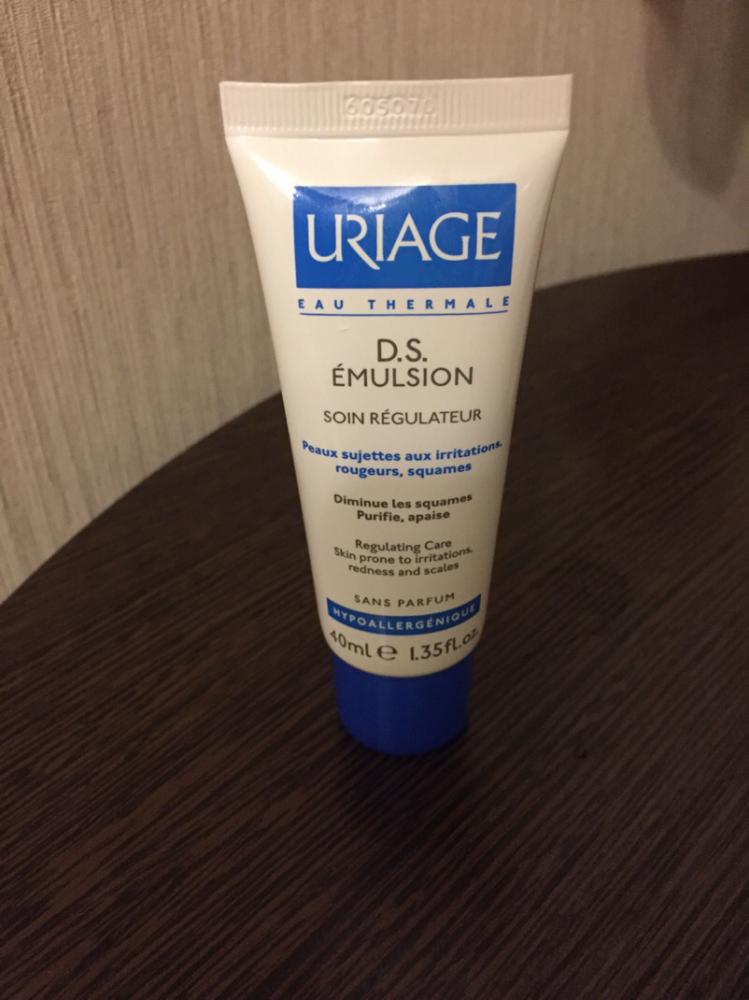 605070
URIAGE
EAU THERMALE
D.S.
ÉMULSION
SOIN RÉGULATEUR
Peaux sujettes aux irritations,
rougeurs, squames
Diminue les squames
Purifie, apaise
Regulating Care
Skin prone to irritations,
redness and scales
SANS PARFUM
HYPOALLERGÉNIQUE
40ml e 1.35fl.oz